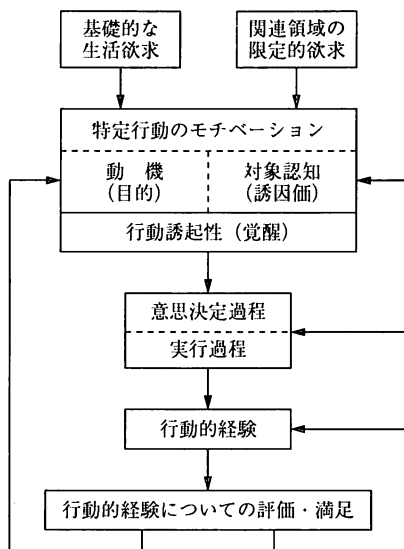 基礎的な
生活欲求
関連領域の
限定的欲求
特定行動のモチベーション
動 機
(目的)
対象認知
(誘因価)
行動誘起性 (覚醒)
意思決定過程
実行過程
行動的経験
行動的経験についての評価・満足